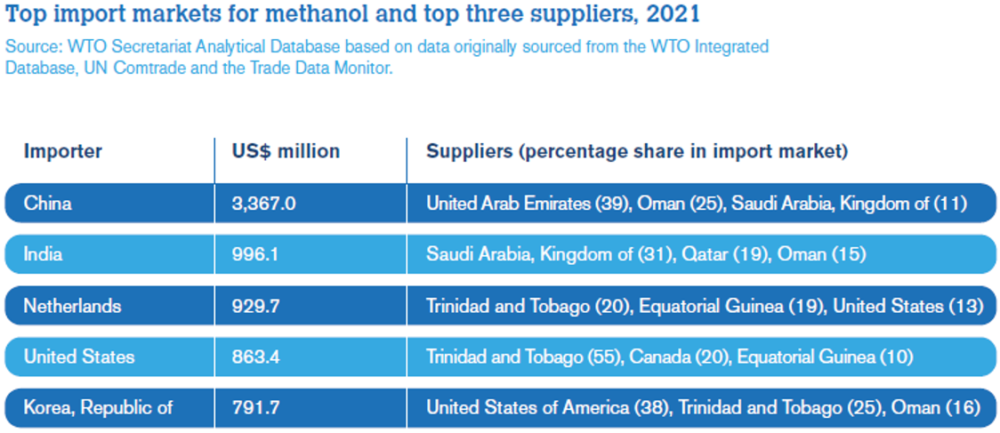 Top import markets for methanol and top three suppliers, 2021
Source: WTO Secretariat Analytical Database based on data originally sourced from the WTO Integrated
Database, UN Comtrade and the Trade Data Monitor.
Importer US$ million Suppliers (percentage share in import market)
China 3,367.0 United Arab Emirates (39), Oman (25), Saudi Arabia, Kingdom of (11)
India 996.1 Saudi Arabia, Kingdom of (31), Qatar (19), Oman (15)
Netherlands 929.7 Trinidad and Tobago (20), Equatorial Guinea (19), United States (13)
United States 863.4 Trinidad and Tobago (55), Canada (20), Equatorial Guinea (10)
Korea, Republic of 791.7 United States of America (38), Trinidad and Tobago (25), Oman (16)